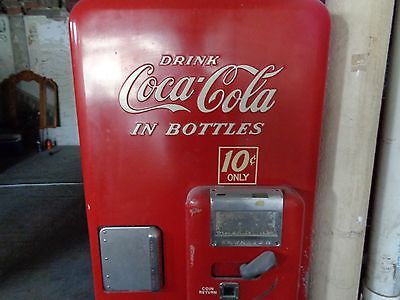 DRINK
Coca-Cola
IN BOTTLES
10¢
ONLY
COIN
RETURN